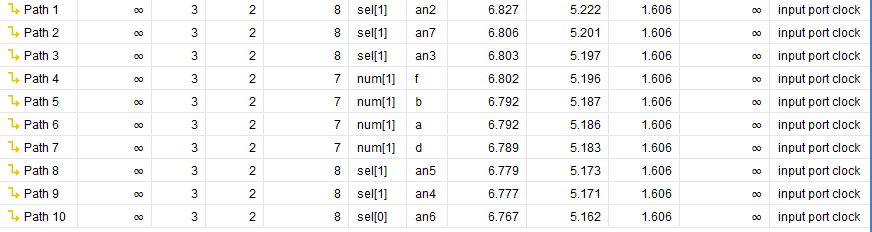 Path 1 ∞ 3 2 8 sel[1] an2 6.827 5.222 1.606 ∞ input port clock
Path 2 ∞ 3 2 8 sel[1] an7 6.806 5.201 1.606 ∞ input port clock
Path 3 ∞ 3 2 8 sel[1] an3 6.803 5.197 1.606 ∞ input port clock
Path 4 ∞ 3 2 7 num[1] f 6.802 5.196 1.606 ∞ input port clock
Path 5 ∞ 3 2 7 num[1] b 6.792 5.187 1.606 ∞ input port clock
Path 6 ∞ 3 2 7 num[1] a 6.792 5.186 1.606 ∞ input port clock
Path 7 ∞ 3 2 7 num[1] d 6.789 5.183 1.606 ∞ input port clock
Path 8 ∞ 3 2 8 sel[1] an5 6.779 5.173 1.606 ∞ input port clock
Path 9 ∞ 3 2 8 sel[1] an4 6.777 5.171 1.606 ∞ input port clock
Path 10 ∞ 3 2 8 sel[0] an6 6.767 5.162 1.606 ∞ input port clock